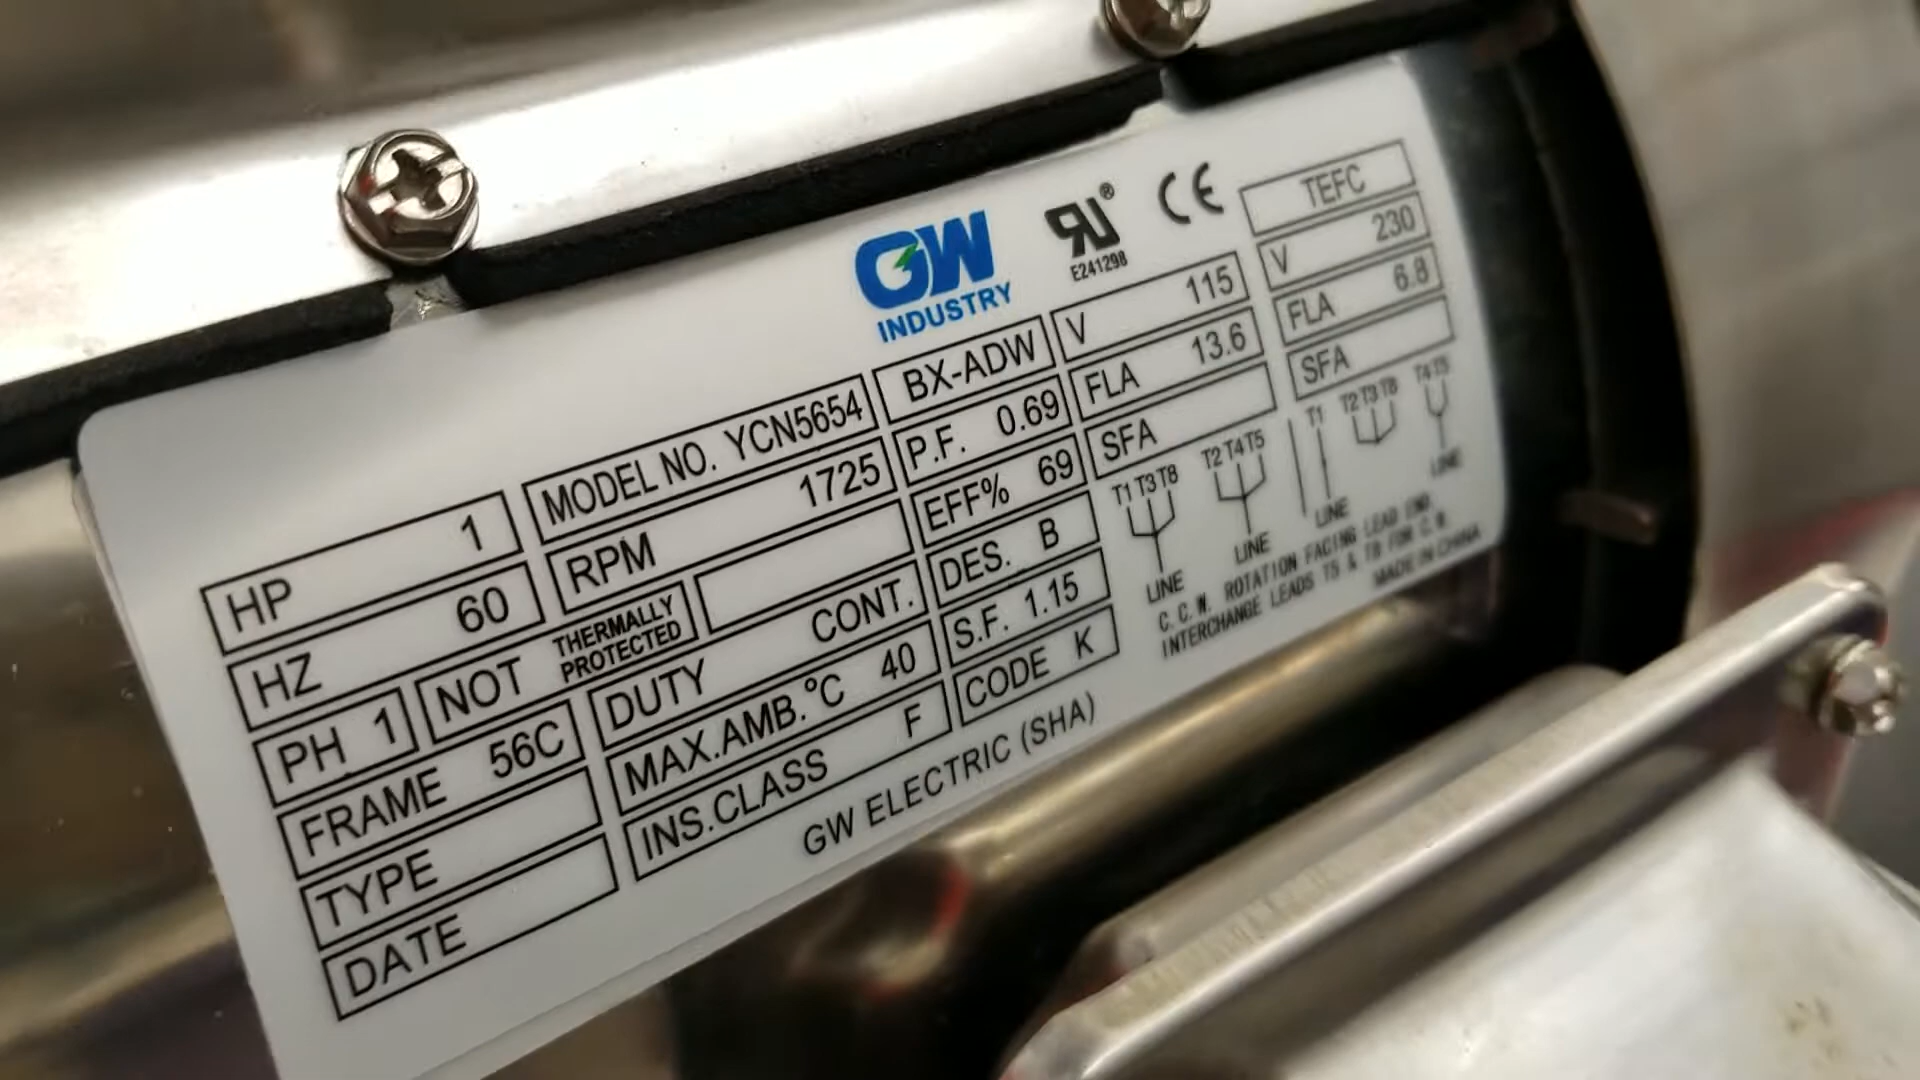 GW
INDUSTRY
RU®
E241298
CE
HP 1
HZ 60
PH 1
NOT THERMALLY
PROTECTED
FRAME 56C
TYPE
DATE
MODEL NO. YCN5654
RPM 1725
DUTY CONT.
MAX.AMB.°C 40
INS.CLASS F
BX-ADW
P.F. 0.69
EFF% 69
DES. B
S.F. 1.15
CODE K
V 115
FLA 13.6
SFA
T1 T3 T8
LINE
T2 T4 T5
LINE
TEFC
V 230
FLA 6.8
SFA
T1
LINE
T2 T3 T8
T4 T5
LINE
C.C.W. ROTATION FACING LEAD END.
INTERCHANGE LEADS T5 & T8 FOR C.W.
MADE IN CHINA
GW ELECTRIC (SHA)